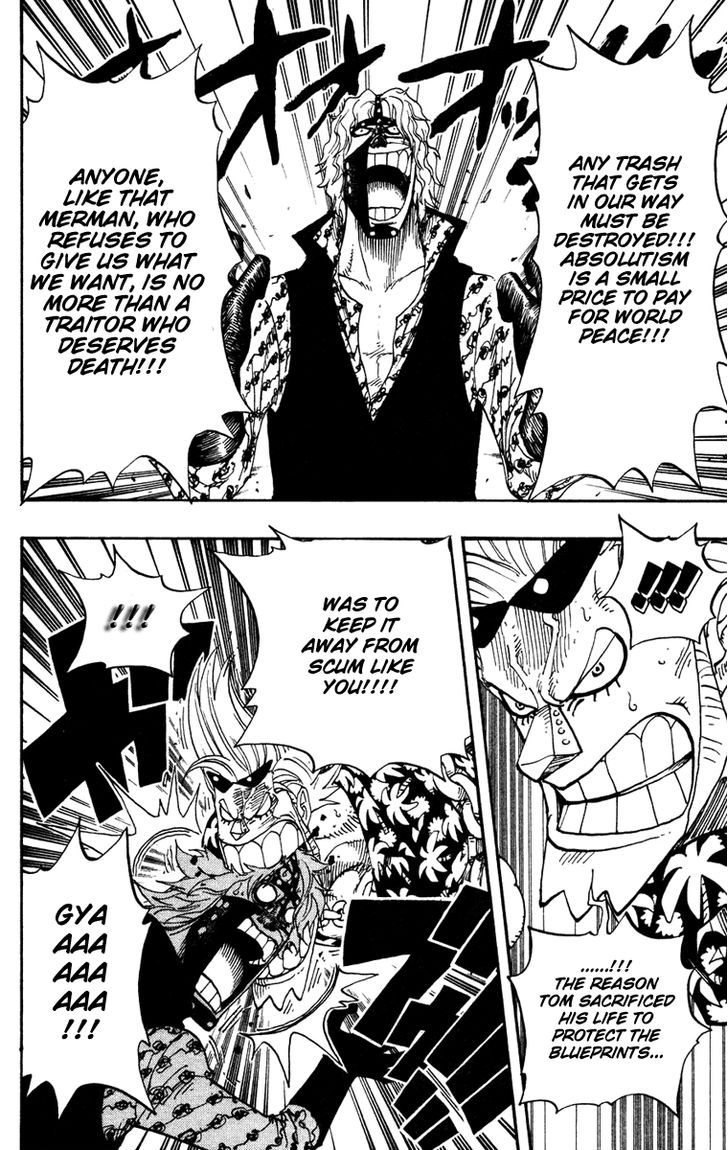 ANY TRASH
THAT GETS
IN OUR WAY
MUST BE
DESTROYED!!!
ABSOLUTISM
IS A SMALL
PRICE TO PAY
FOR WORLD
PEACE!!!
ANYONE,
LIKE THAT
MERMAN, WHO
REFUSES TO
GIVE US WHAT
WE WANT, IS NO
MORE THAN A
TRAITOR WHO
DESERVES
DEATH!!!
!!!!
......!!!
THE REASON
TOM SACRIFICED
HIS LIFE TO
PROTECT THE
BLUEPRINTS...
WAS TO
KEEP IT
AWAY FROM
SCUM LIKE
YOU!!!!
!!!
GYA
AAA
AAA
AAA
!!!